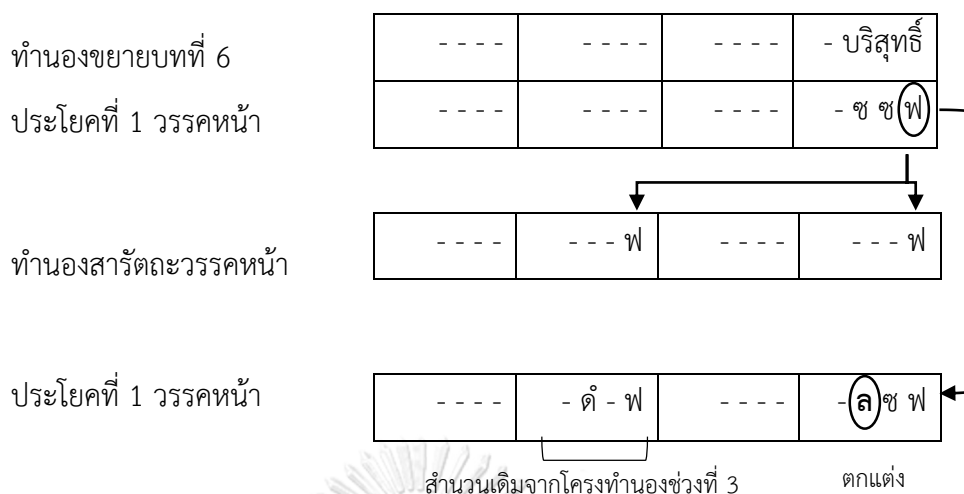 ทำนองขยายบทที่ 6
- - - - - - - - - - - - - บริสุทธิ์
ประโยคที่ 1 วรรคหน้า
- - - - - - - - - - - - - ซ ซ ฟ
ทำนองสารัตถะวรรคหน้า
- - - - - - - ฟ - - - - - - - ฟ
ประโยคที่ 1 วรรคหน้า
- - - - - ดํ - ฟ - - - - - ล ซ ฟ
สำนวนเดิมจากโครงทำนองช่วงที่ 3 ตกแต่ง